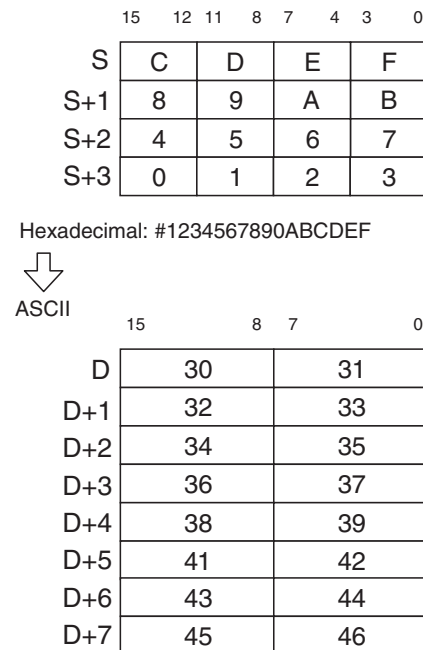 15 12 11 8 7 4 3 0
S C D E F
S+1 8 9 A B
S+2 4 5 6 7
S+3 0 1 2 3
Hexadecimal: #1234567890ABCDEF
ASCII
15 8 7 0
D 30 31
D+1 32 33
D+2 34 35
D+3 36 37
D+4 38 39
D+5 41 42
D+6 43 44
D+7 45 46